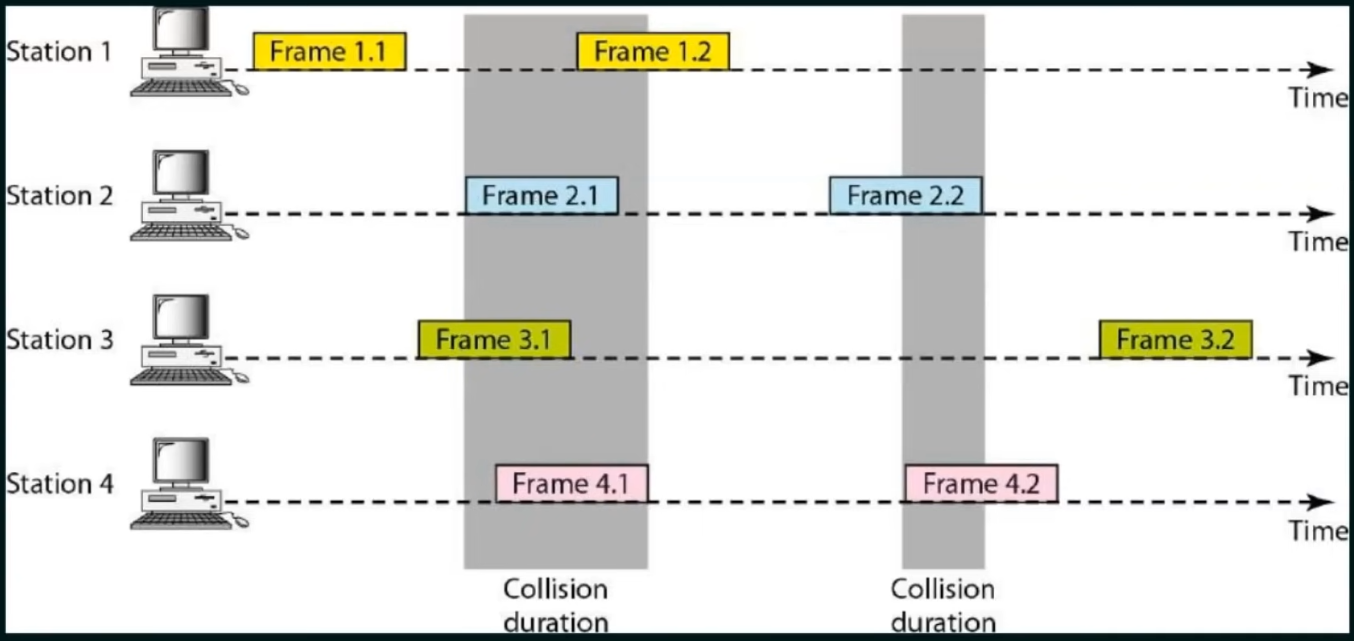 Station 1
Frame 1.1
Frame 1.2
Time
Station 2
Frame 2.1
Frame 2.2
Time
Station 3
Frame 3.1
Frame 3.2
Time
Station 4
Frame 4.1
Frame 4.2
Time
Collision
duration
Collision
duration